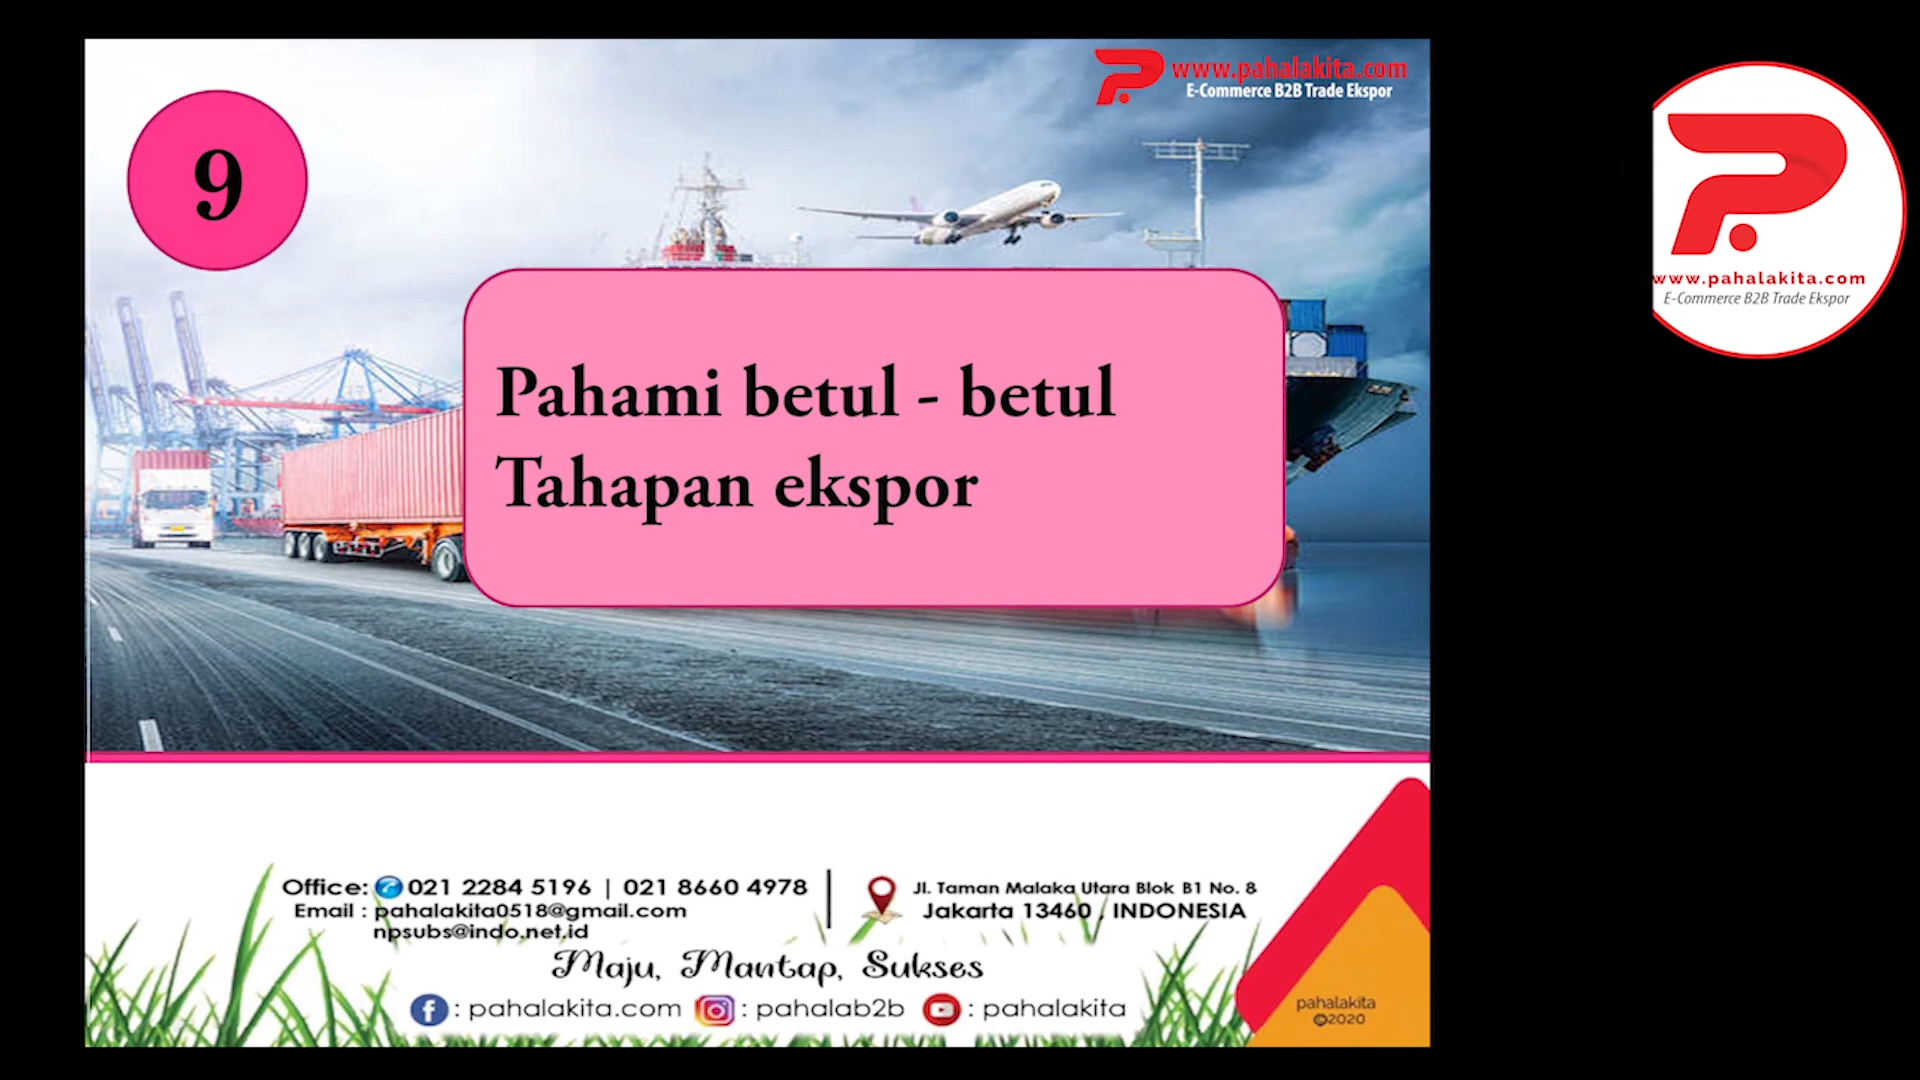 www.pahalakita.com
E-Commerce B2B Trade Ekspor
9
www.pahalakita.com
E-Commerce B2B Trade Ekspor
Pahami betul - betul
Tahapan ekspor
Office: 021 2284 5196 | 021 8660 4978
Email : pahalakita0518@gmail.com
npsubs@indo.net.id
Jl. Taman Malaka Utara Blok B1 No. 8
Jakarta 13460 , INDONESIA
Maju, Mantap, Sukses
: pahalakita.com : pahalab2b : pahalakita
pahalakita
©2020